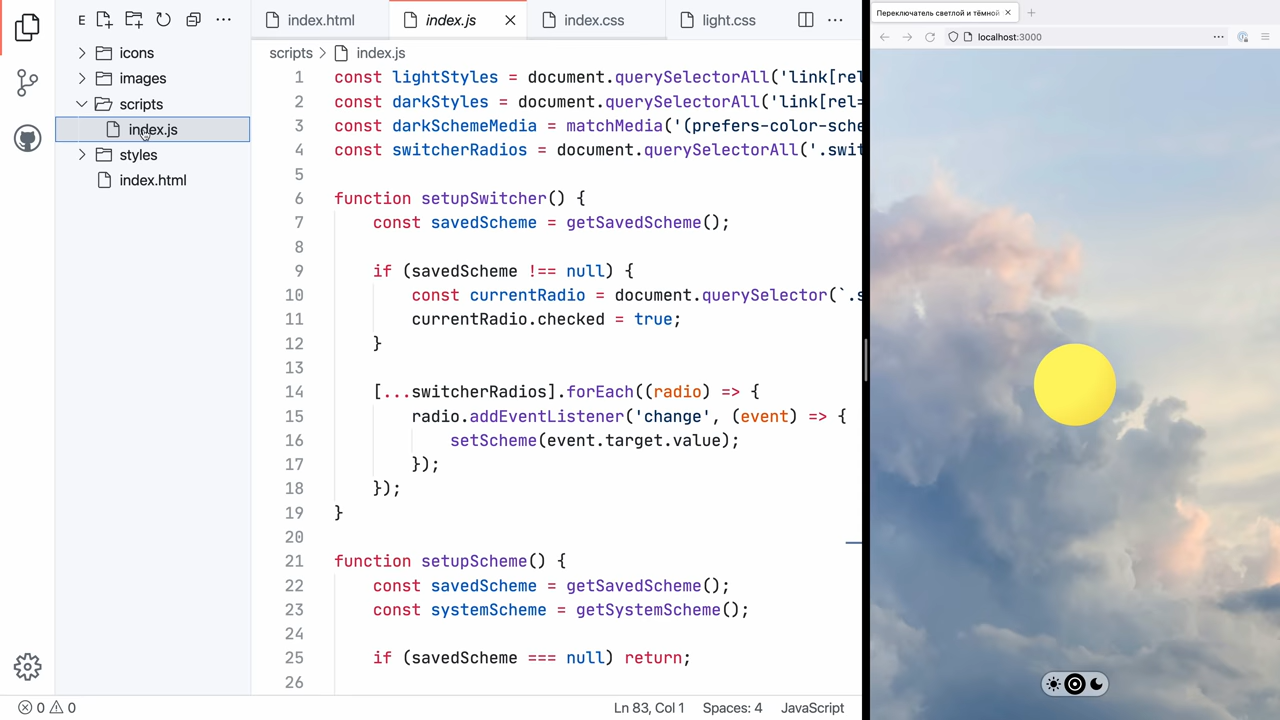 E
icons
images
scripts
index.js
styles
index.html
index.html
index.js
index.css
light.css
scripts
index.js
1 const lightStyles = document.querySelectorAll('link[rel
2 const darkStyles = document.querySelectorAll('link[rel=
3 const darkSchemeMedia = matchMedia('(prefers-color-sche
4 const switcherRadios = document.querySelectorAll('.swit
5
6 function setupSwitcher() {
7 const savedScheme = getSavedScheme();
8
9 if (savedScheme !== null) {
10 const currentRadio = document.querySelector(`.s
11 currentRadio.checked = true;
12 }
13
14 [...switcherRadios].forEach((radio) => {
15 radio.addEventListener('change', (event) => {
16 setScheme(event.target.value);
17 });
18 });
19 }
20
21 function setupScheme() {
22 const savedScheme = getSavedScheme();
23 const systemScheme = getSystemScheme();
24
25 if (savedScheme === null) return;
26
0 0
Ln 83, Col 1
Spaces: 4
JavaScript
Переключатель светлой и тёмной
localhost:3000